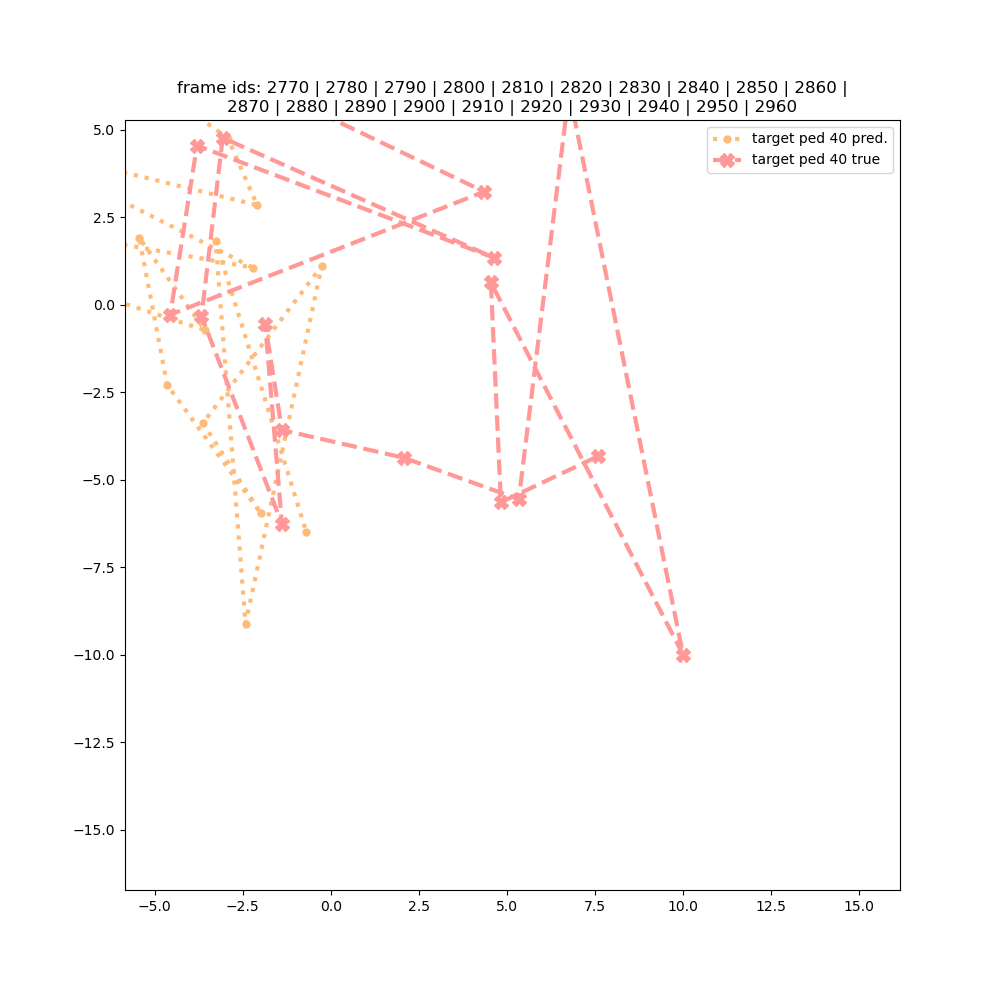 frame ids: 2770 | 2780 | 2790 | 2800 | 2810 | 2820 | 2830 | 2840 | 2850 | 2860 |
2870 | 2880 | 2890 | 2900 | 2910 | 2920 | 2930 | 2940 | 2950 | 2960
target ped 40 pred.
target ped 40 true
5.0
2.5
0.0
−2.5
−5.0
−7.5
−10.0
−12.5
−15.0
−5.0 −2.5 0.0 2.5 5.0 7.5 10.0 12.5 15.0